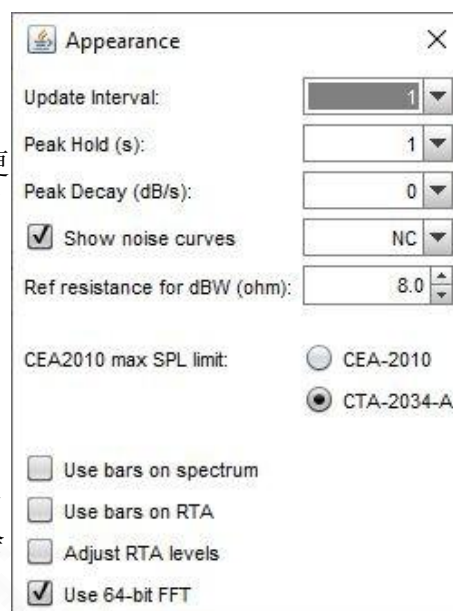 Appearance
Update Interval: 1
Peak Hold (s): 1
Peak Decay (dB/s): 0
Show noise curves NC
Ref resistance for dBW (ohm): 8.0
CEA2010 max SPL limit: CEA-2010
CTA-2034-A
Use bars on spectrum
Use bars on RTA
Adjust RTA levels
Use 64-bit FFT